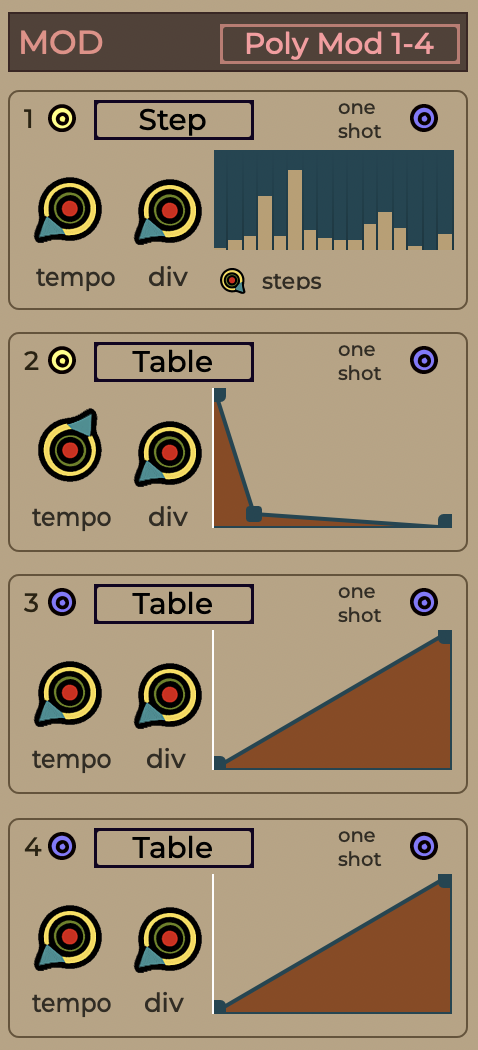 MOD Poly Mod 1-4
1 Step one
shot
tempo div steps
2 Table one
shot
tempo div
3 Table one
shot
tempo div
4 Table one
shot
tempo div